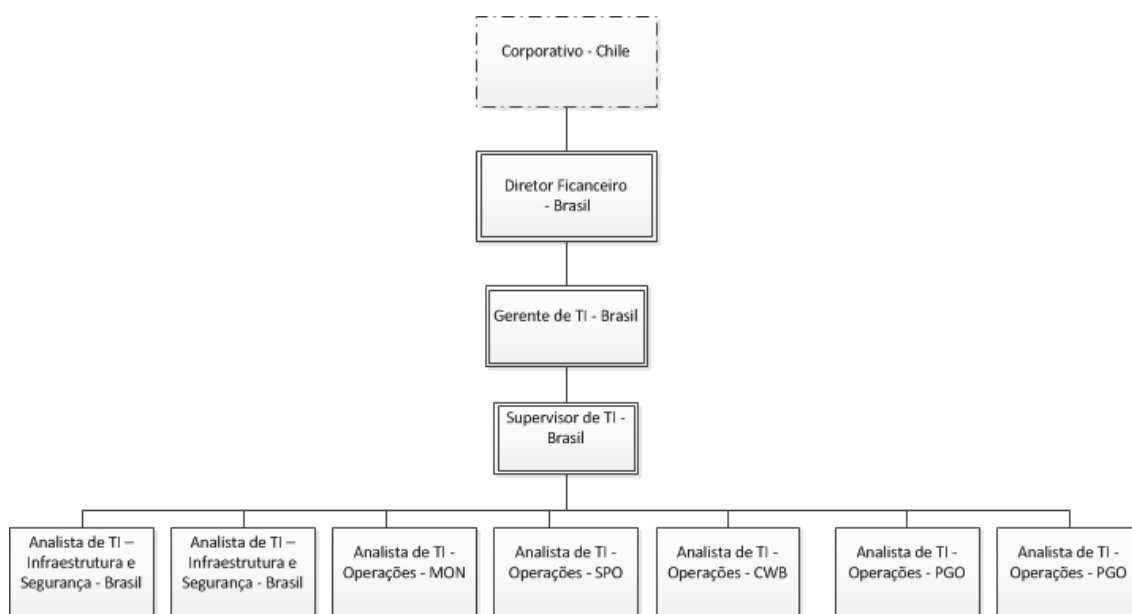 Corporativo - Chile
Diretor Ficanceiro
- Brasil
Gerente de TI - Brasil
Supervisor de TI -
Brasil
Analista de TI –
Infraestrutura e
Segurança - Brasil
Analista de TI –
Infraestrutura e
Segurança - Brasil
Analista de TI -
Operações - MON
Analista de TI -
Operações - SPO
Analista de TI -
Operações - CWB
Analista de TI -
Operações - PGO
Analista de TI -
Operações - PGO